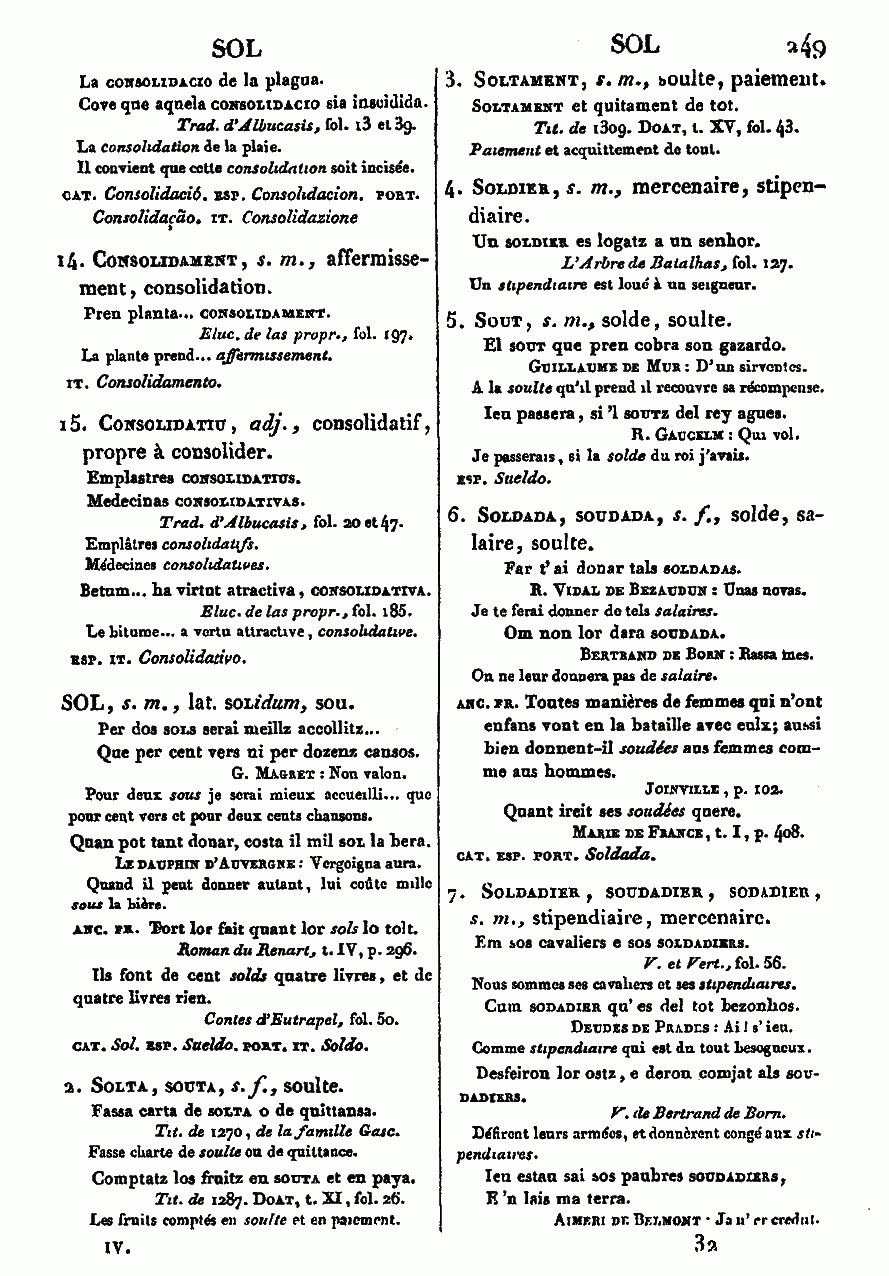 SOL
La CONSOLIDACIO de la plagua.
Cove que aquela CONSOLIDACIO sia inscidida.
Trad. d'Albucasis, fol. 13 et 39.
La consolidation de la plaie.
Il convient que cette consolidation soit incisée.
CAT. Consolidació. ESP. Consolidacion. PORT.
Consolidação. IT. Consolidazione
14. CONSOLIDAMENT, s. m., affermisse-
ment, consolidation.
Pren planta... CONSOLIDAMENT.
Eluc. de las propr., fol. 197.
La plante prend... affermissement.
IT. Consolidamento.
15. CONSOLIDATIU, adj., consolidatif,
propre à consolider.
Emplastres CONSOLIDATIUS.
Medecinas CONSOLIDATIVAS.
Trad. d'Albucasis, fol. 20 et 47.
Emplâtres consolidatifs.
Médecines consolidatives.
Betum... ha virtut atractiva, CONSOLIDATIVA.
Eluc. de las propr., fol. 185.
Le bitume... a vertu attractive, consolidative.
ESP. IT. Consolidativo.
SOL, s. m., lat. SOLidum, sou.
Per dos SOLS serai meillz accollitz...
Que per cent vers ni per dozenz cansos.
G. MAGRET : Non valon.
Pour deux sous je serai mieux accueilli... que
pour cent vers et pour deux cents chansons.
Quan pot tant donar, costa il mil SOL la bera.
LE DAUPHIN D'AUVERGNE : Vergoigna aura.
Quand il peut donner autant, lui coûte mille
sous la bière.
ANC. FR. Tort lor fait quant lor sols lo tolt.
Roman du Renart, t. IV, p. 296.
Ils font de cent solds quatre livres, et de
quatre livres rien.
Contes d'Eutrapel, fol. 50.
CAT. Sol. ESP. Sueldo. PORT. IT. Soldo.
2. SOLTA, SOUTA, s. f., soulte.
Fassa carta de SOLTA o de quittansa.
Tit. de 1270, de la famille Gasc.
Fasse charte de soulte ou de quittance.
Comptatz los fruitz en SOUTA et en paya.
Tit. de 1287. DOAT, t. XI, fol. 26.
Les fruits comptés en soulte et en paiement.
IV.
SOL 249
3. SOLTAMENT, s. m., soulte, paiement.
SOLTAMENT et quitament de tot.
Tit. de 1309. DOAT, t. XV, fol. 43.
Paiement et acquittement de tout.
4. SOLDIER, s. m., mercenaire, stipen-
diaire.
Un SOLDIER es logatz a un senhor.
L'Arbre de Batalhas, fol. 127.
Un stipendiaire est loué à un seigneur.
5. SOUT, s. m., solde, soulte.
El SOUT que pren cobra son gazardo.
GUILLAUME DE MUR : D'un sirventes.
A la soulte qu'il prend il recouvre sa récompense.
Ieu passera, si 'l SOUTZ del rey agues.
R. GAUCELM : Qui vol.
Je passerais, si la solde du roi j'avais.
ESP. Sueldo.
6. SOLDADA, SOUDADA, s. f., solde, sa-
laire, soulte.
Far t'ai donar tals SOLDADAS.
R. VIDAL DE BEZAUDUN : Unas novas.
Je te ferai donner de tels salaires.
Om non lor dara SOUDADA.
BERTRAND DE BORN : Rassa mes.
On ne leur donnera pas de salaire.
ANC. FR. Toutes manières de femmes qui n'ont
enfans vont en la bataille avec eulx; aussi
bien donnent-il soudées aus femmes com-
me aus hommes.
JOINVILLE, p. 102.
Quant ireit ses soudées quere.
MARIE DE FRANCE, t. I, p. 408.
CAT. ESP. PORT. Soldada.
7. SOLDADIER, SOUDADIER, SODADIER,
s. m., stipendiaire, mercenaire.
Em sos cavaliers e sos SOLDADIERS.
V. et Vert., fol. 56.
Nous sommes ses cavaliers et ses stipendiaires.
Cum SODADIER qu'es del tot bezonhos.
DEUDES DE PRADES : Ai! s'ieu.
Comme stipendiaire qui est du tout besogneux.
Desfeiron lor ostz, e deron comjat als SOU-
DADIERS.
V. de Bertrand de Born.
Défirent leurs armées, et donnèrent congé aux sti-
pendiaires.
Ieu estau sai sos paubres SOUDADIERS,
E 'n lais ma terra.
AIMERI DE BELMONT : Ja n'er credut.
32